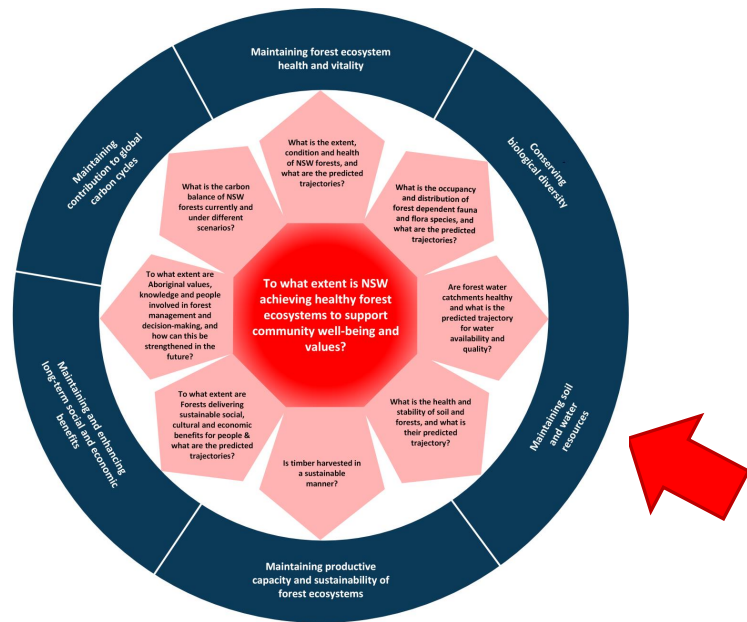 Maintaining forest ecosystem
health and vitality
Conserving
biological diversity
Maintaining soil
and water
resources
Maintaining productive
capacity and sustainability of
forest ecosystems
Maintaining and enhancing
long-term social and economic
benefits
Maintaining
contribution to global
carbon cycles
What is the extent,
condition and health
of NSW forests, and
what are the predicted
trajectories?
What is the occupancy
and distribution of
forest dependent fauna
and flora species, and
what are the predicted
trajectories?
Are forest water
catchments healthy
and what is the
predicted trajectory
for water
availability and
quality?
What is the health and
stability of soil and
forests, and what is
their predicted
trajectory?
Is timber harvested in
a sustainable
manner?
To what extent are
Forests delivering
sustainable social,
cultural and economic
benefits for people &
what are the predicted
trajectories?
To what extent are
Aboriginal values,
knowledge and people
involved in forest
management and
decision-making, and
how can this be
strengthened in the
future?
What is the carbon
balance of NSW
forests currently and
under different
scenarios?
To what extent is NSW
achieving healthy forest
ecosystems to support
community well-being and
values?